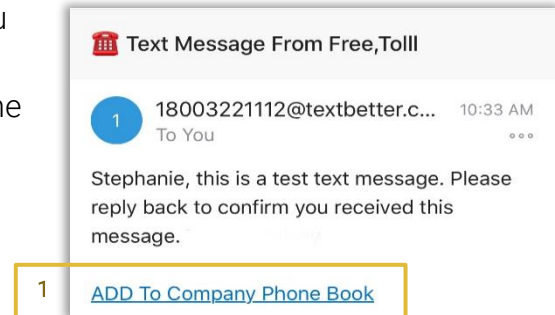 u
ne
☎️ Text Message From Free,Tolll
1
18003221112@textbetter.c... 10:33 AM
To You
Stephanie, this is a test text message. Please
reply back to confirm you received this
message.
1
ADD To Company Phone Book